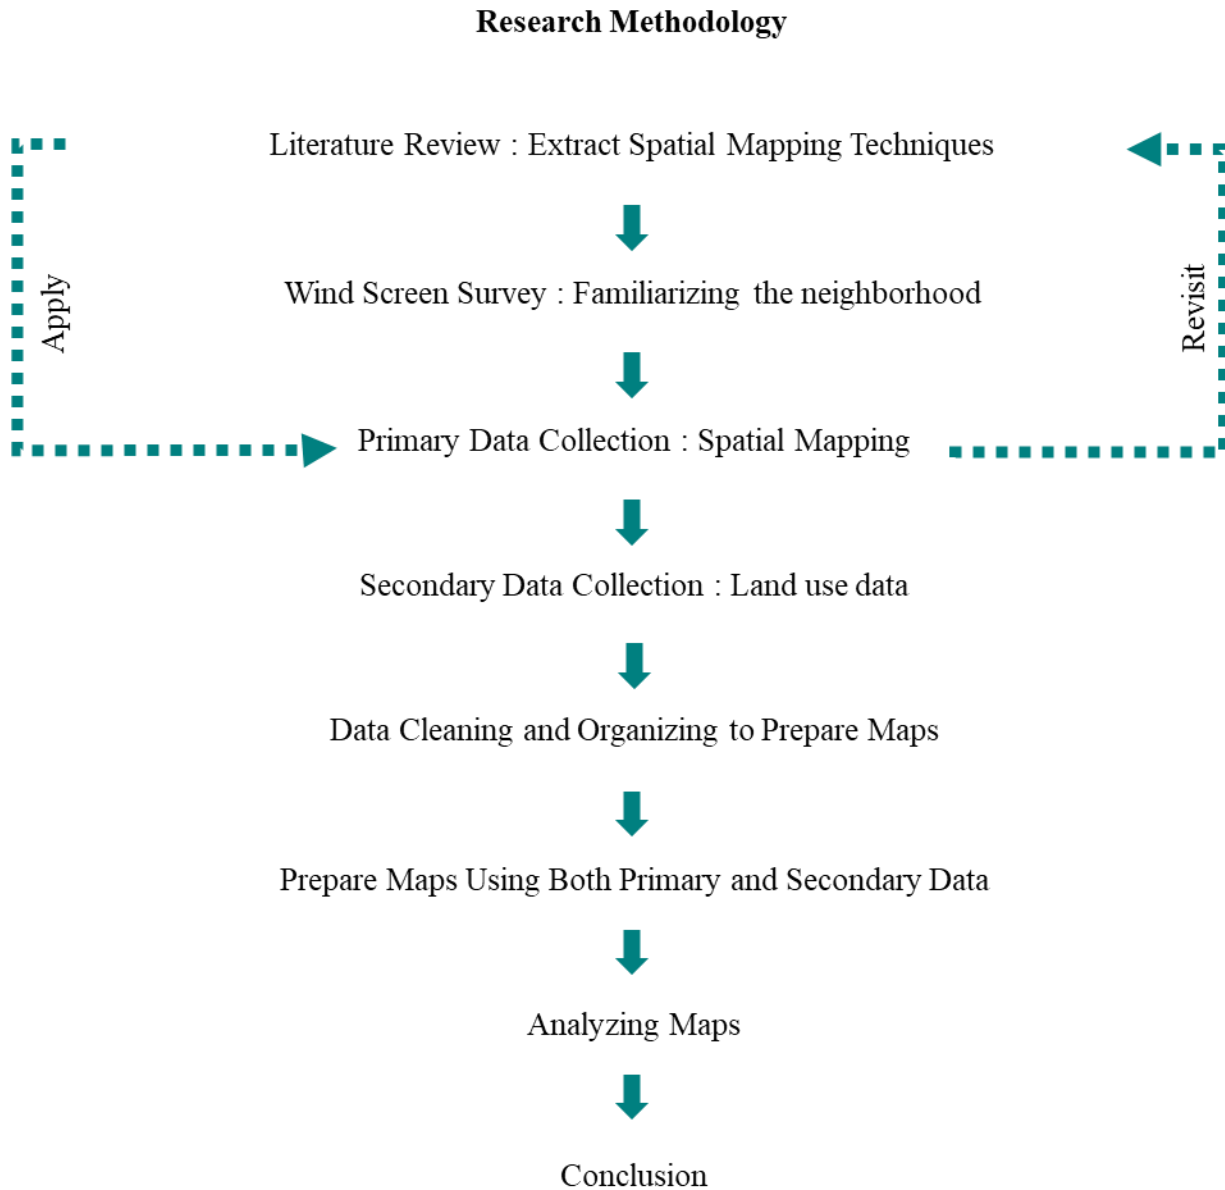 Research Methodology
Literature Review : Extract Spatial Mapping Techniques
Wind Screen Survey : Familiarizing the neighborhood
Apply
Revisit
Primary Data Collection : Spatial Mapping
Secondary Data Collection : Land use data
Data Cleaning and Organizing to Prepare Maps
Prepare Maps Using Both Primary and Secondary Data
Analyzing Maps
Conclusion